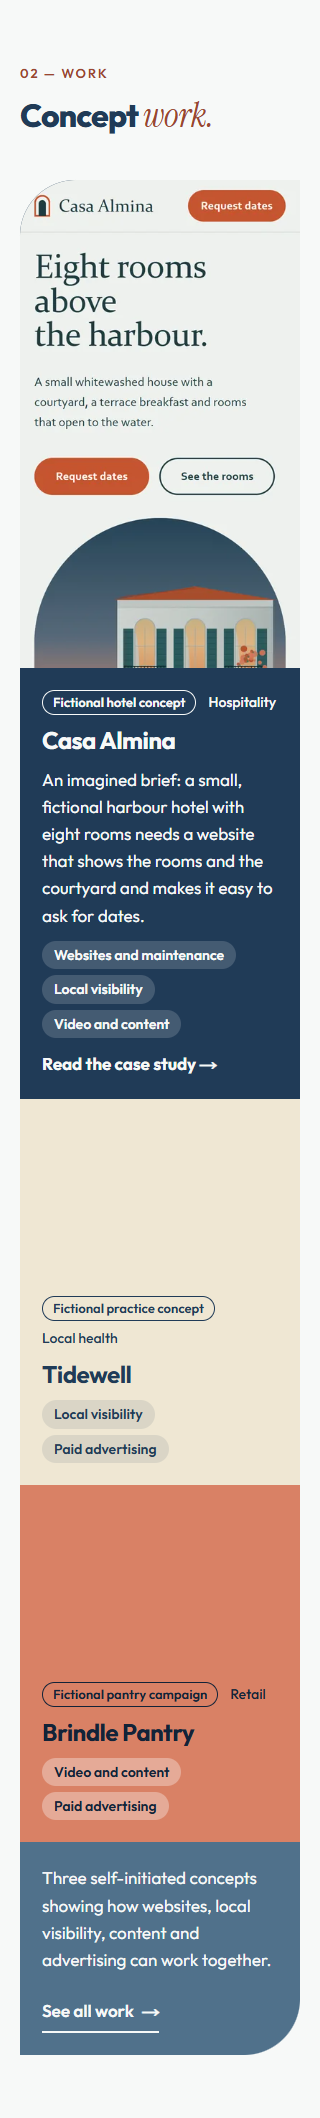 02 — WORK
Concept work.
Casa Almina
Request dates
Eight rooms
above
the harbour.
A small whitewashed house with a
courtyard, a terrace breakfast and rooms
that open to the water.
Request dates
See the rooms
Fictional hotel concept
Hospitality
Casa Almina
An imagined brief: a small,
fictional harbour hotel with
eight rooms needs a website
that shows the rooms and the
courtyard and makes it easy to
ask for dates.
Websites and maintenance
Local visibility
Video and content
Read the case study →
Fictional practice concept
Local health
Tidewell
Local visibility
Paid advertising
Fictional pantry campaign
Retail
Brindle Pantry
Video and content
Paid advertising
Three self-initiated concepts
showing how websites, local
visibility, content and
advertising can work together.
See all work →